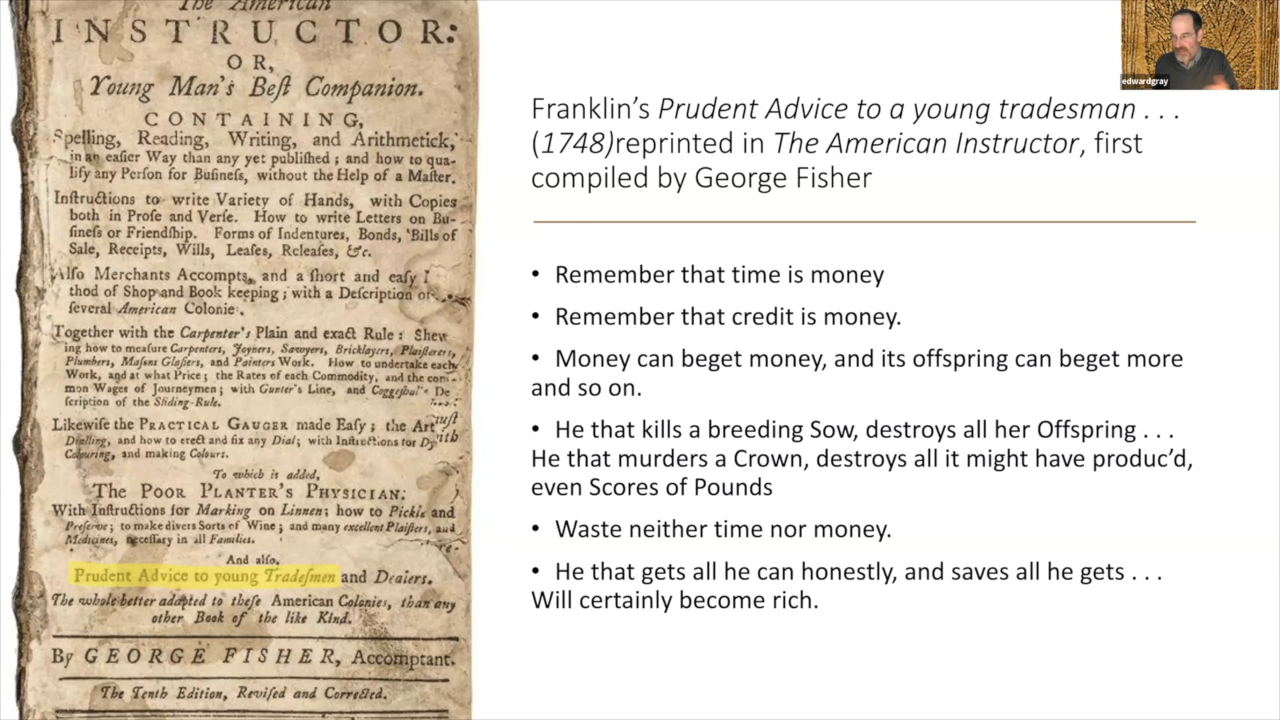 The American
INSTRUCTOR:
OR,
Young Man's Beſt Companion.
CONTAINING,
Spelling, Reading, Writing, and Arithmetick,
in an eaſier Way than any yet publiſhed; and how to qua-
lify any Perſon for Buſineſs, without the Help of a Maſter.
Inſtructions to write Variety of Hands, with Copies
both in Proſe and Verſe. How to write Letters on Bu-
ſineſs or Friendſhip. Forms of Indentures, Bonds, Bills of
Sale, Receipts, Wills, Leaſes, Releaſes, &c.
Alſo Merchants Accompts, and a ſhort and eaſy
thod of Shop and Book keeping; with a Deſcription of
ſeveral American Colonie
Together with the Carpenter's Plain and exact Rule: Shew
ing how to meaſure Carpenters, Joyners, Sawyers, Bricklayers, Plaiſterers,
Plumbers, Maſons Glaſiers, and Painters Work. How to undertake each
Work, and at what Price; the Rates of each Commodity, and the com-
mon Wages of Journeymen; with Gunter's Line, and Coggeſhal's De
ſcription of the Sliding-Rule.
Likewiſe the PRACTICAL GAUGER made Eaſy; the Art
Dialling, and how to erect and fix any Dial; with Inſtructions for Dy
Colouring, and making Colours.
To which is added,
The POOR PLANTER'S PHYSICIAN:
With Inſtructions for Marking on Linnen; how to Pickle and
Preſerve; to make divers Sorts of Wine; and many excellent Plaiſters, and
Medicines, neceſſary in all Families.
And alſo,
Prudent Advice to young Tradeſmen and Dealers.
The whole better adapted to theſe American Colonies, than any
other Book of the like Kind.
By GEORGE FISHER, Accomptant.
The Tenth Edition, Reviſed and Corrected.
edwardgray
Franklin's Prudent Advice to a young tradesman . . .
(1748)reprinted in The American Instructor, first
compiled by George Fisher
• Remember that time is money
• Remember that credit is money.
• Money can beget money, and its offspring can beget more
and so on.
• He that kills a breeding Sow, destroys all her Offspring . . .
He that murders a Crown, destroys all it might have produc'd,
even Scores of Pounds
• Waste neither time nor money.
• He that gets all he can honestly, and saves all he gets . . .
Will certainly become rich.